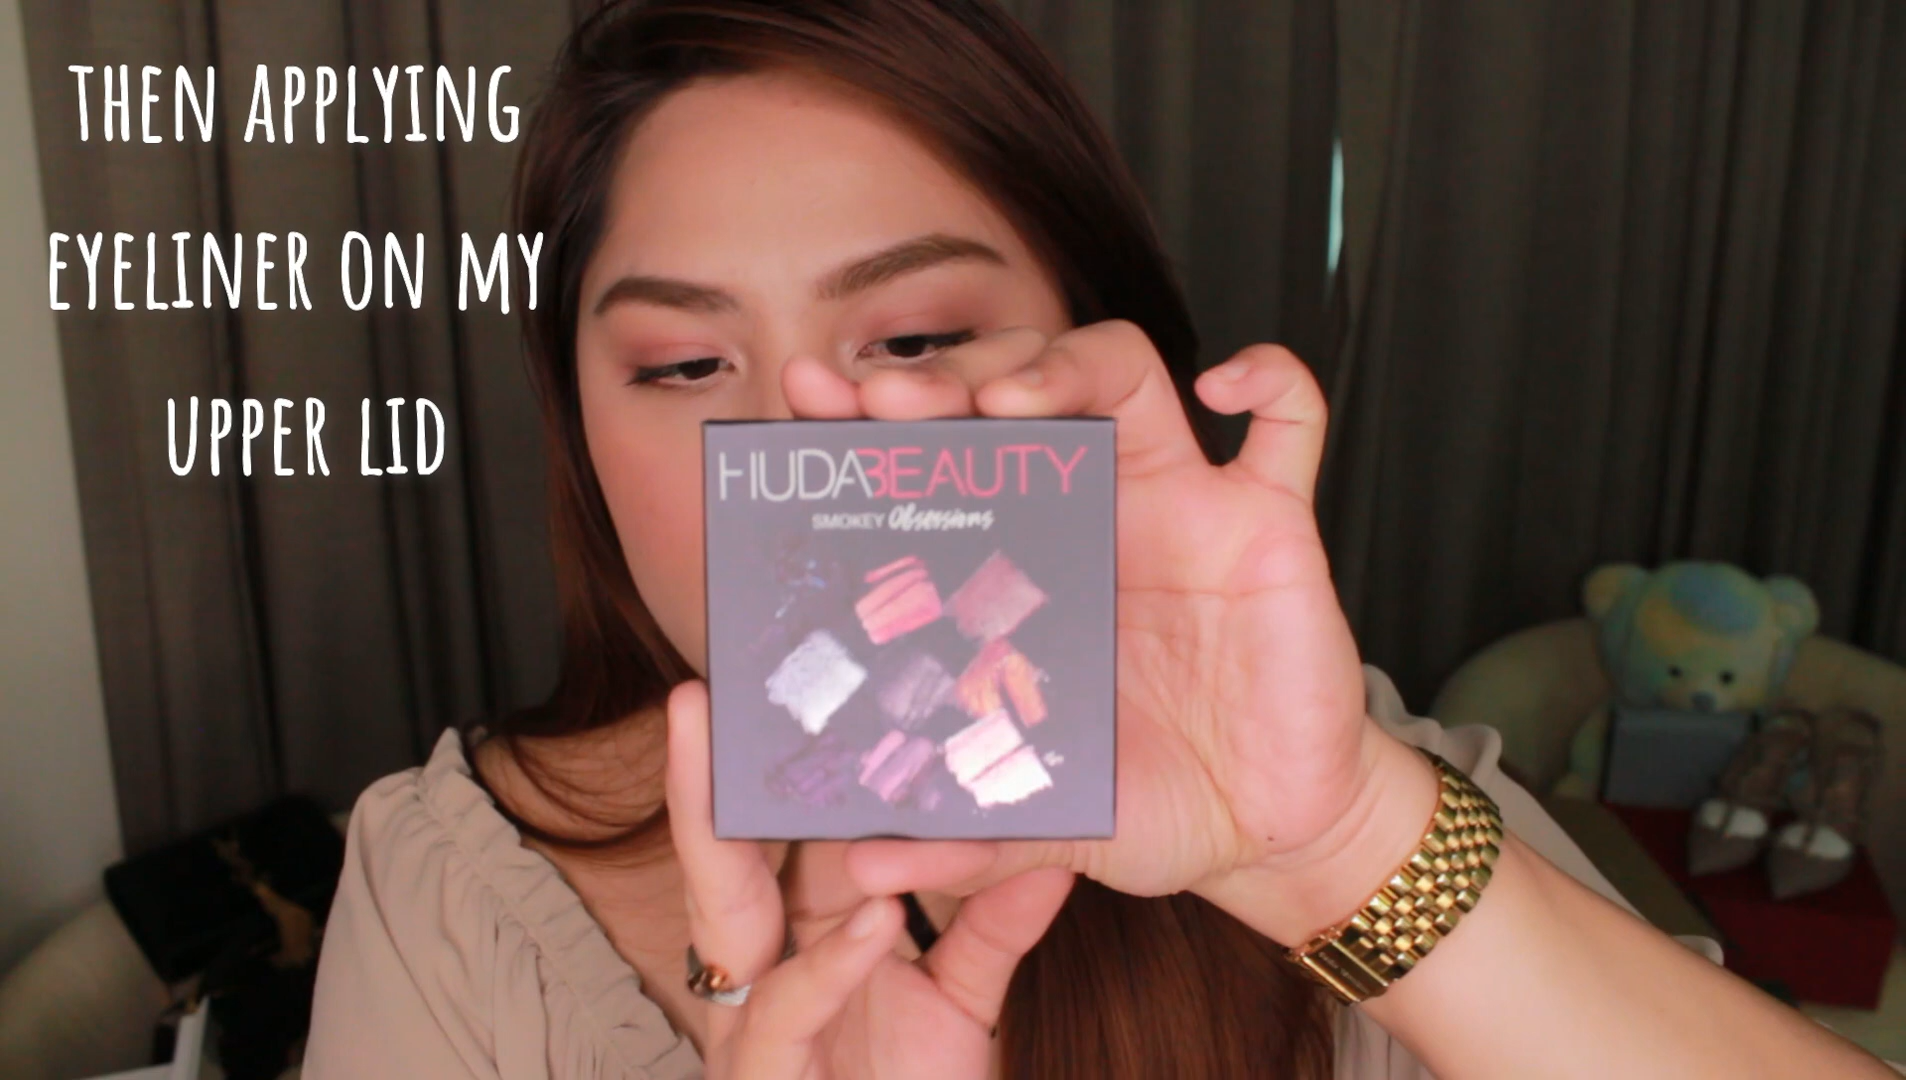 THEN APPLYING
EYELINER ON MY
UPPER LID
HUDABEAUTY
SMOKEY Obsessions